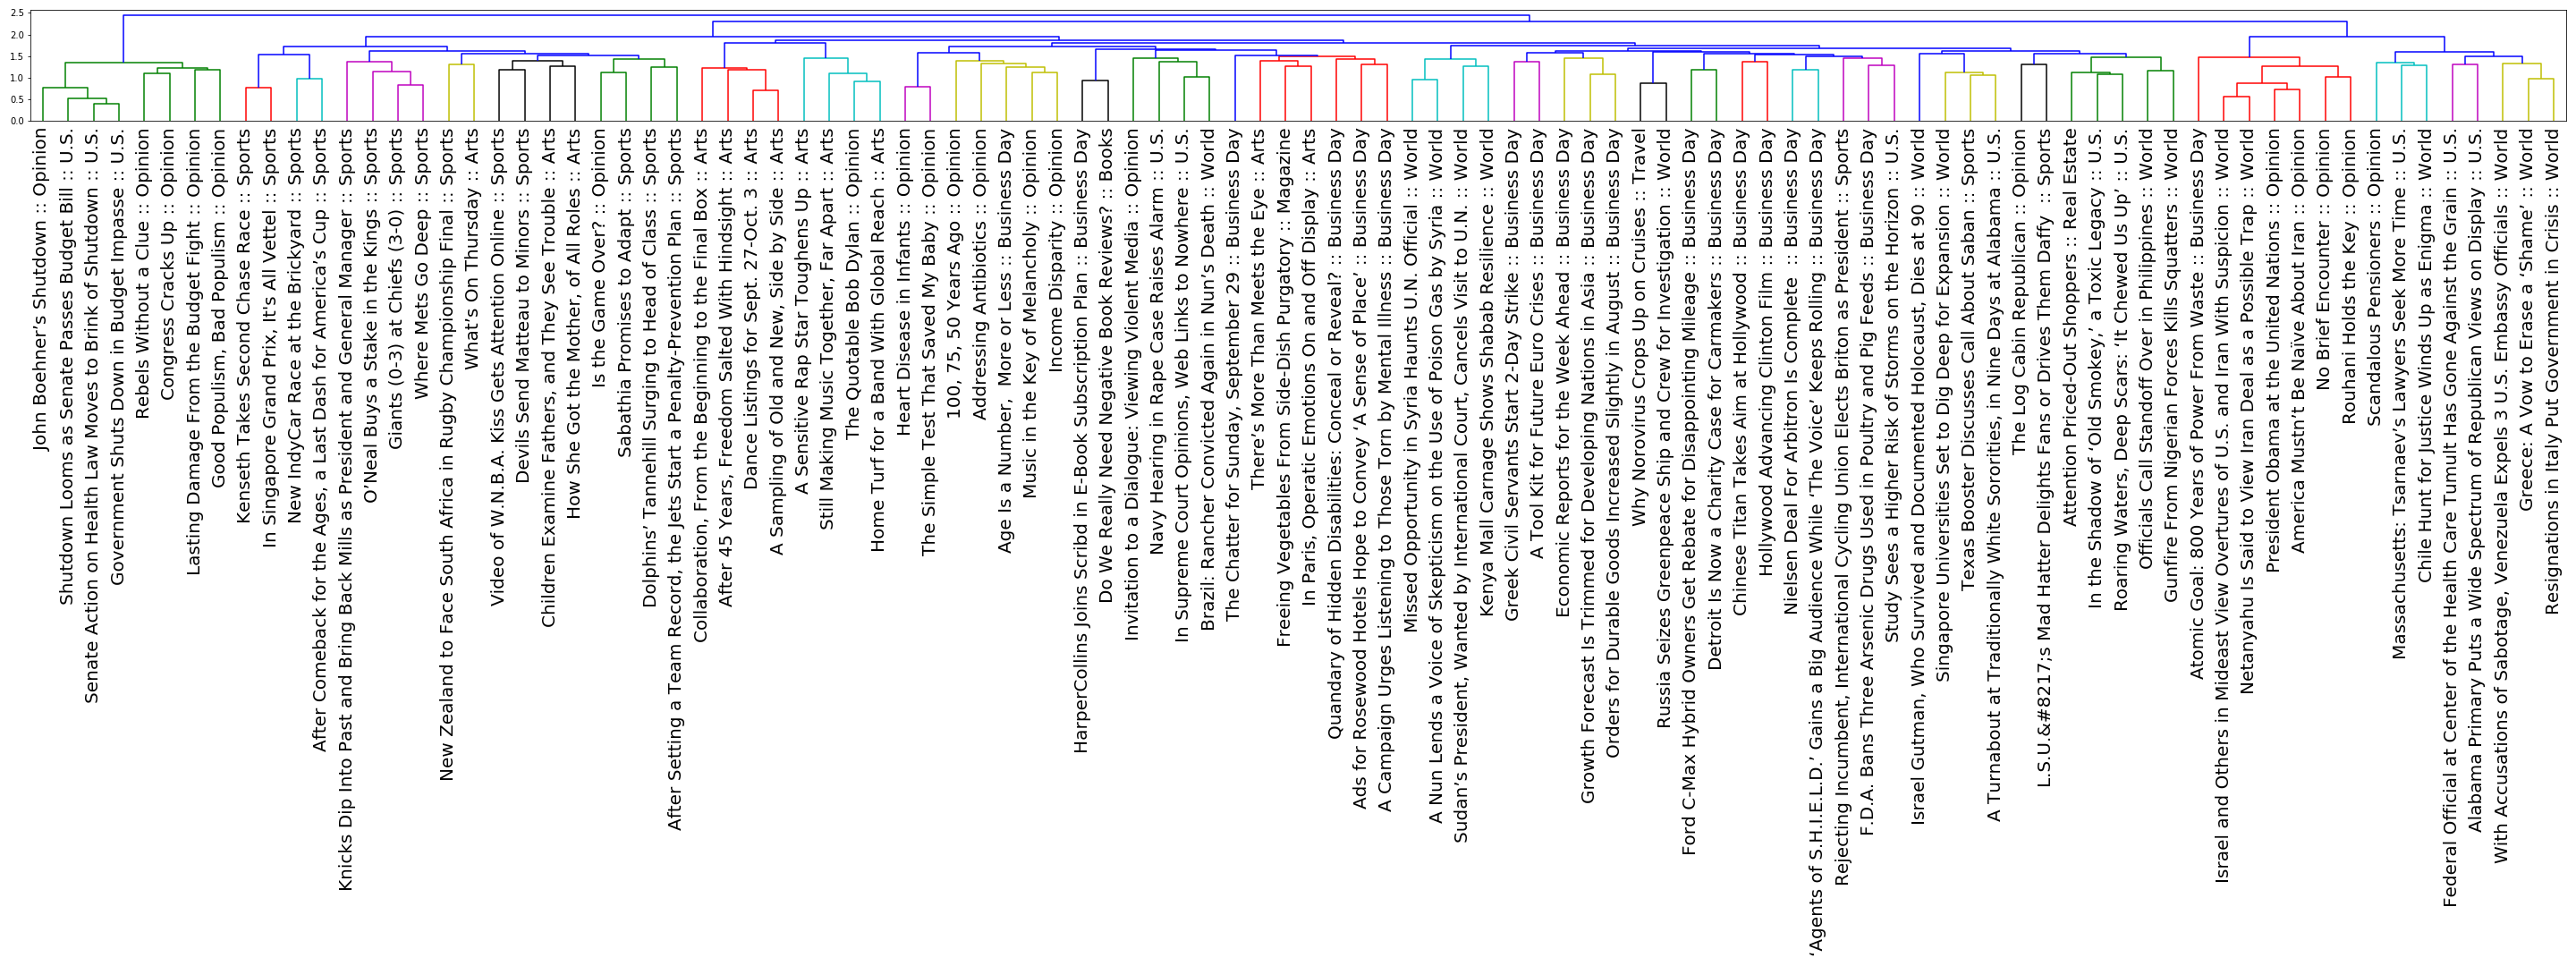 2.5
2.0
1.5
1.0
0.5
0.0
John Boehner’s Shutdown :: Opinion
Shutdown Looms as Senate Passes Budget Bill :: U.S.
Senate Action on Health Law Moves to Brink of Shutdown :: U.S.
Government Shuts Down in Budget Impasse :: U.S.
Rebels Without a Clue :: Opinion
Congress Cracks Up :: Opinion
Lasting Damage From the Budget Fight :: Opinion
Good Populism, Bad Populism :: Opinion
Kenseth Takes Second Chase Race :: Sports
In Singapore Grand Prix, It's All Vettel :: Sports
New IndyCar Race at the Brickyard :: Sports
After Comeback for the Ages, a Last Dash for America’s Cup :: Sports
Knicks Dip Into Past and Bring Back Mills as President and General Manager :: Sports
O’Neal Buys a Stake in the Kings :: Sports
Giants (0-3) at Chiefs (3-0) :: Sports
Where Mets Go Deep :: Sports
New Zealand to Face South Africa in Rugby Championship Final :: Sports
What’s On Thursday :: Arts
Video of W.N.B.A. Kiss Gets Attention Online :: Sports
Devils Send Matteau to Minors :: Sports
Children Examine Fathers, and They See Trouble :: Arts
How She Got the Mother, of All Roles :: Arts
Is the Game Over? :: Opinion
Sabathia Promises to Adapt :: Sports
Dolphins’ Tannehill Surging to Head of Class :: Sports
After Setting a Team Record, the Jets Start a Penalty-Prevention Plan :: Sports
Collaboration, From the Beginning to the Final Box :: Arts
After 45 Years, Freedom Salted With Hindsight :: Arts
Dance Listings for Sept. 27-Oct. 3 :: Arts
A Sampling of Old and New, Side by Side :: Arts
A Sensitive Rap Star Toughens Up :: Arts
Still Making Music Together, Far Apart :: Arts
The Quotable Bob Dylan :: Opinion
Home Turf for a Band With Global Reach :: Arts
Heart Disease in Infants :: Opinion
The Simple Test That Saved My Baby :: Opinion
100, 75, 50 Years Ago :: Opinion
Addressing Antibiotics :: Opinion
Age Is a Number,  More or Less :: Business Day
Music in the Key of Melancholy :: Opinion
Income Disparity :: Opinion
HarperCollins Joins Scribd in E-Book Subscription Plan :: Business Day
Do We Really Need Negative Book Reviews? :: Books
Invitation to a Dialogue: Viewing Violent Media :: Opinion
Navy Hearing in Rape Case Raises Alarm :: U.S.
In Supreme Court Opinions, Web Links to Nowhere :: U.S.
Brazil: Rancher Convicted Again in Nun’s Death :: World
The Chatter for Sunday, September 29 :: Business Day
There’s More Than Meets the Eye :: Arts
Freeing Vegetables From Side-Dish Purgatory :: Magazine
In Paris, Operatic Emotions On and Off Display :: Arts
Quandary of Hidden Disabilities: Conceal or Reveal? :: Business Day
Ads for Rosewood Hotels Hope to Convey ‘A Sense of Place’ :: Business Day
A Campaign Urges Listening to Those Torn by Mental Illness :: Business Day
Missed Opportunity in Syria Haunts U.N. Official :: World
A Nun Lends a Voice of Skepticism on the Use of Poison Gas by Syria :: World
Sudan’s President, Wanted by International Court, Cancels Visit to U.N. :: World
Kenya Mall Carnage Shows Shabab Resilience :: World
Greek Civil Servants Start 2-Day Strike :: Business Day
A Tool Kit for Future Euro Crises :: Business Day
Economic Reports for the Week Ahead :: Business Day
Growth Forecast Is Trimmed for Developing Nations in Asia :: Business Day
Orders for Durable Goods Increased Slightly in August :: Business Day
Why Norovirus Crops Up on Cruises :: Travel
Russia Seizes Greenpeace Ship and Crew for Investigation :: World
Ford C-Max Hybrid Owners Get Rebate for Disappointing Mileage :: Business Day
Detroit Is Now a Charity Case for Carmakers :: Business Day
Chinese Titan Takes Aim at Hollywood :: Business Day
Hollywood Advancing Clinton Film :: Business Day
Nielsen Deal For Arbitron Is Complete  :: Business Day
‘Agents of S.H.I.E.L.D.’ Gains a Big Audience While ‘The Voice’ Keeps Rolling :: Business Day
Rejecting Incumbent, International Cycling Union Elects Briton as President :: Sports
F.D.A. Bans Three Arsenic Drugs Used in Poultry and Pig Feeds :: Business Day
Study Sees a Higher Risk of Storms on the Horizon :: U.S.
Israel Gutman, Who Survived and Documented Holocaust, Dies at 90 :: World
Singapore Universities Set to Dig Deep for Expansion :: World
Texas Booster Discusses Call About Saban :: Sports
A Turnabout at Traditionally White Sororities, in Nine Days at Alabama :: U.S.
The Log Cabin Republican :: Opinion
L.S.U.&#8217;s Mad Hatter Delights Fans or Drives Them Daffy  :: Sports
Attention Priced-Out Shoppers :: Real Estate
In the Shadow of ‘Old Smokey,’ a Toxic Legacy :: U.S.
Roaring Waters, Deep Scars: ‘It Chewed Us Up’ :: U.S.
Officials Call Standoff Over in Philippines :: World
Gunfire From Nigerian Forces Kills Squatters :: World
Atomic Goal: 800 Years of Power From Waste :: Business Day
Israel and Others in Mideast View Overtures of U.S. and Iran With Suspicion :: World
Netanyahu Is Said to View Iran Deal as a Possible Trap :: World
President Obama at the United Nations :: Opinion
America Mustn’t Be Naïve About Iran :: Opinion
No Brief Encounter :: Opinion
Rouhani Holds the Key :: Opinion
Scandalous Pensioners :: Opinion
Massachusetts: Tsarnaev’s Lawyers Seek More Time :: U.S.
Chile Hunt for Justice Winds Up as Enigma :: World
Federal Official at Center of the Health Care Tumult Has Gone Against the Grain :: U.S.
Alabama Primary Puts a Wide Spectrum of Republican Views on Display :: U.S.
With Accusations of Sabotage, Venezuela Expels 3 U.S. Embassy Officials :: World
Greece: A Vow to Erase a ‘Shame’ :: World
Resignations in Italy Put Government in Crisis :: World